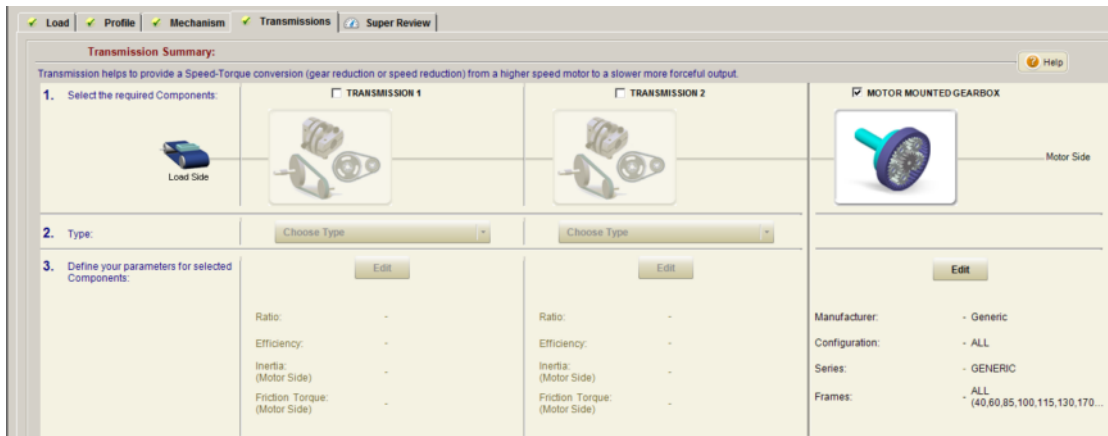 Load Profile Mechanism Transmissions Super Review
Transmission Summary:
Help
Transmission helps to provide a Speed-Torque conversion (gear reduction or speed reduction) from a higher speed motor to a slower more forceful output.
1. Select the required Components: TRANSMISSION 1 TRANSMISSION 2 MOTOR MOUNTED GEARBOX
Load Side Motor Side
2. Type: Choose Type Choose Type
3. Define your parameters for selected Components: Edit Edit Edit
Ratio: - Ratio: - Manufacturer: - Generic
Efficiency: - Efficiency: - Configuration: - ALL
Inertia: (Motor Side) - Inertia: (Motor Side) - Series: - GENERIC
Friction Torque: (Motor Side) - Friction Torque: (Motor Side) - Frames: - ALL (40,60,85,100,115,130,170...